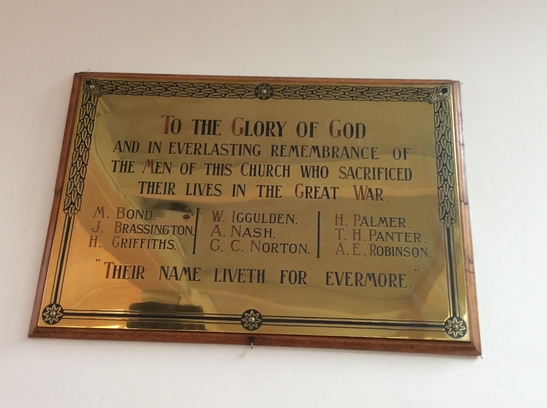 To the Glory of God
and in everlasting remembrance of
the Men of this Church who sacrificed
their lives in the Great War.
M. Bond. W. Iggulden. H. Palmer.
J. Brassington. A. Nash. T. H. Panter.
H. Griffiths. G. C. Norton. A. E. Robinson.
"Their name liveth for evermore."